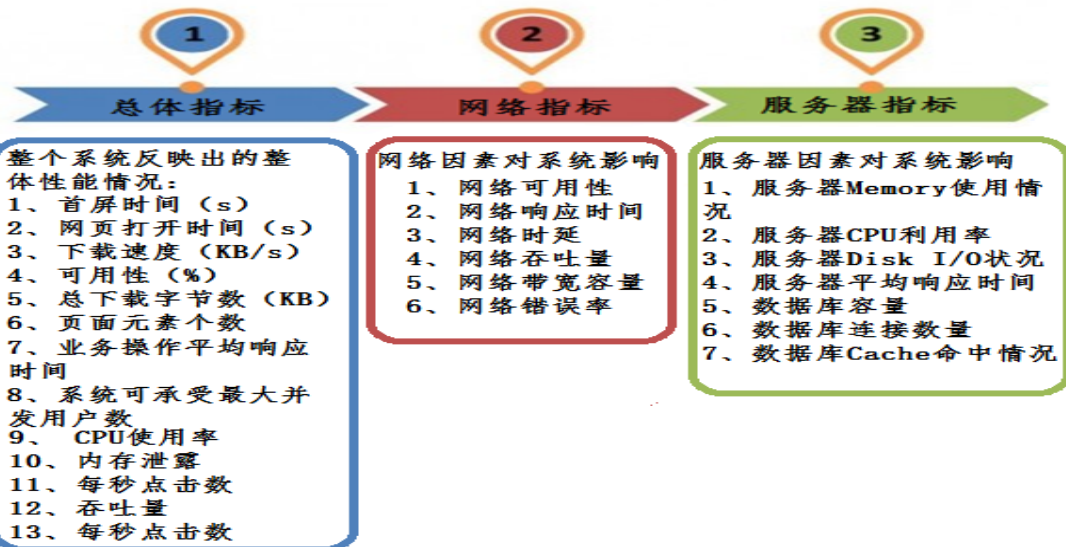 1
2
3
总体指标
网络指标
服务器指标
整个系统反映出的整
体性能情况：
1、首屏时间（s）
2、网页打开时间（s）
3、下载速度（KB/s）
4、可用性（%）
5、总下载字节数（KB）
6、页面元素个数
7、业务操作平均响应
时间
8、系统可承受最大并
发用户数
9、 CPU使用率
10、内存泄露
11、每秒点击数
12、吞吐量
13、每秒点击数
网络因素对系统影响
1、网络可用性
2、网络响应时间
3、网络时延
4、网络吞吐量
5、网络带宽容量
6、网络错误率
服务器因素对系统影响
1、服务器Memory使用情
况
2、服务器CPU利用率
3、服务器Disk I/O状况
4、服务器平均响应时间
5、数据库容量
6、数据库连接数量
7、数据库Cache命中情况